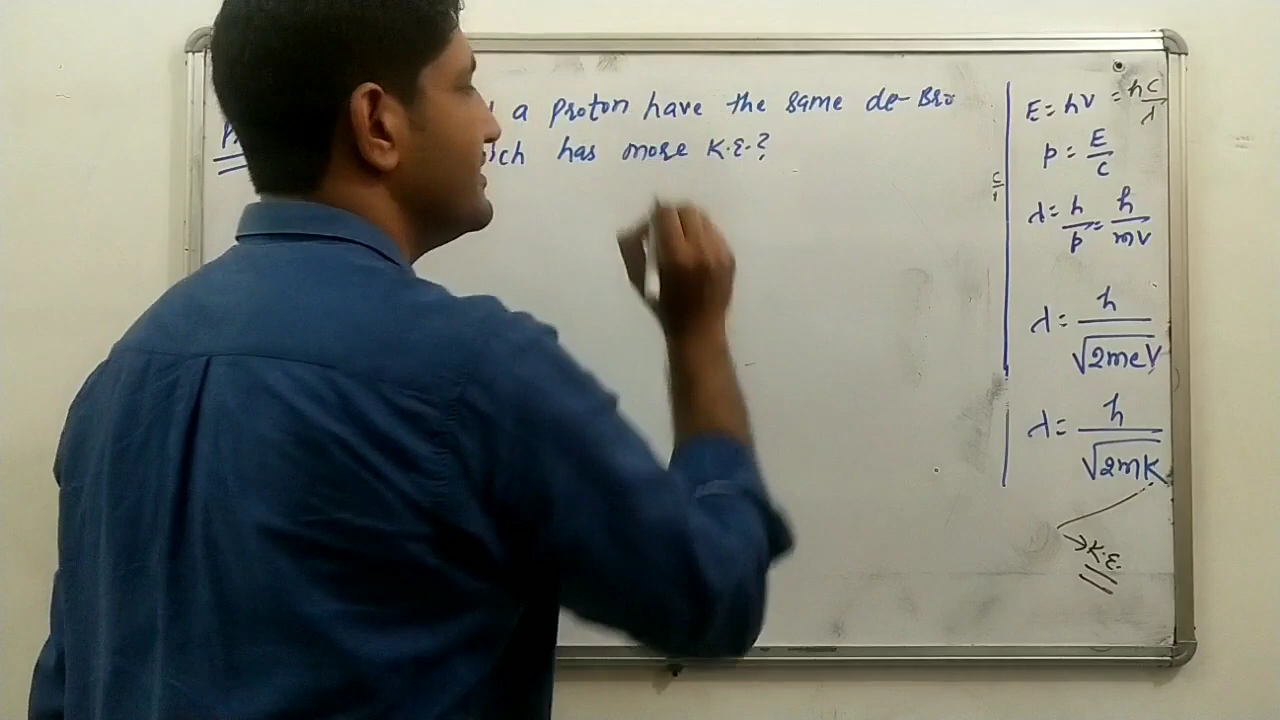 a proton have the same de-Bro
has more K.E.?
E = hν = hc/λ
p = E/c
λ = h/p = h/mv
λ = h/√2meV
λ = h/√2mK
→ K.E.